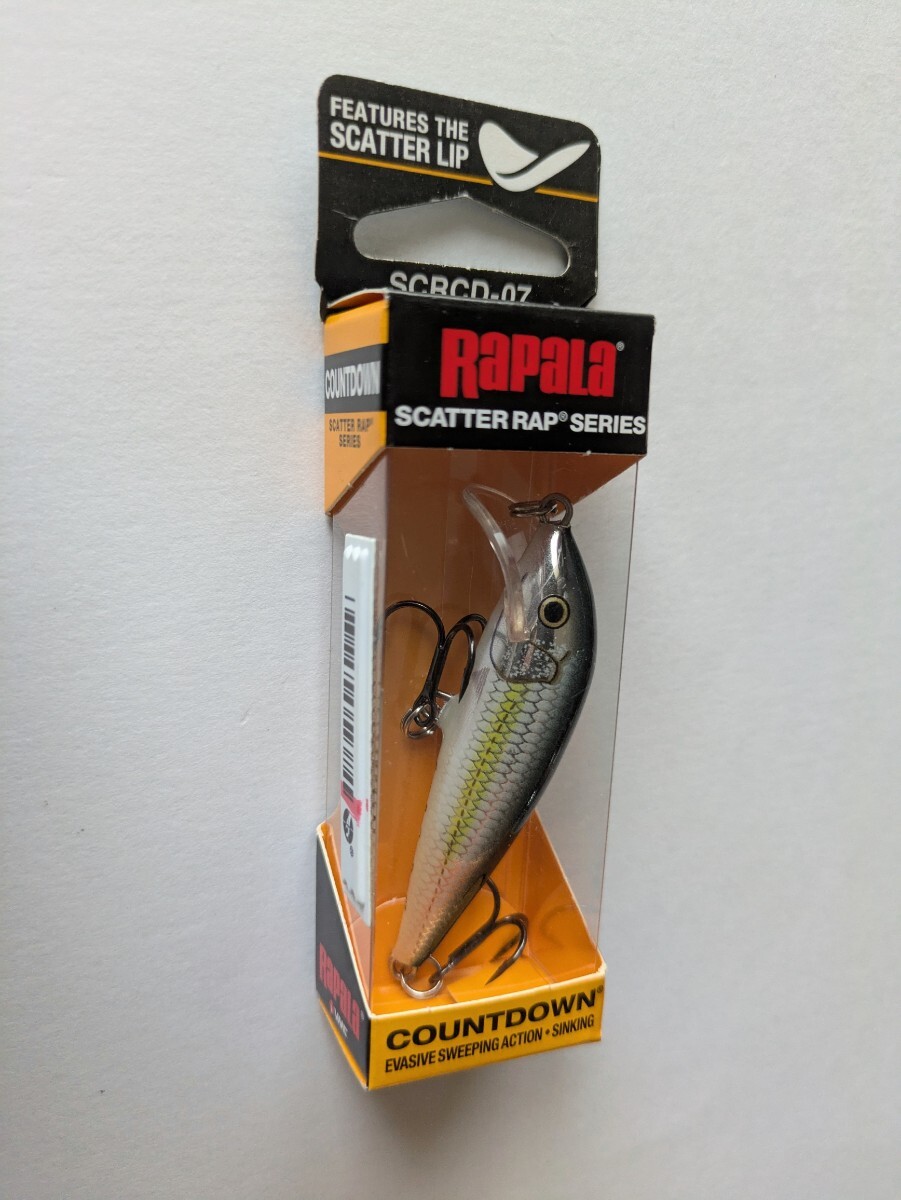 FEATURES THE
SCATTER LIP
SCRCD-07
RAPALA®
SCATTER RAP® SERIES
COUNTDOWN
SCATTER RAP®
SERIES
RAPALA
COUNTDOWN®
EVASIVE SWEEPING ACTION • SINKING